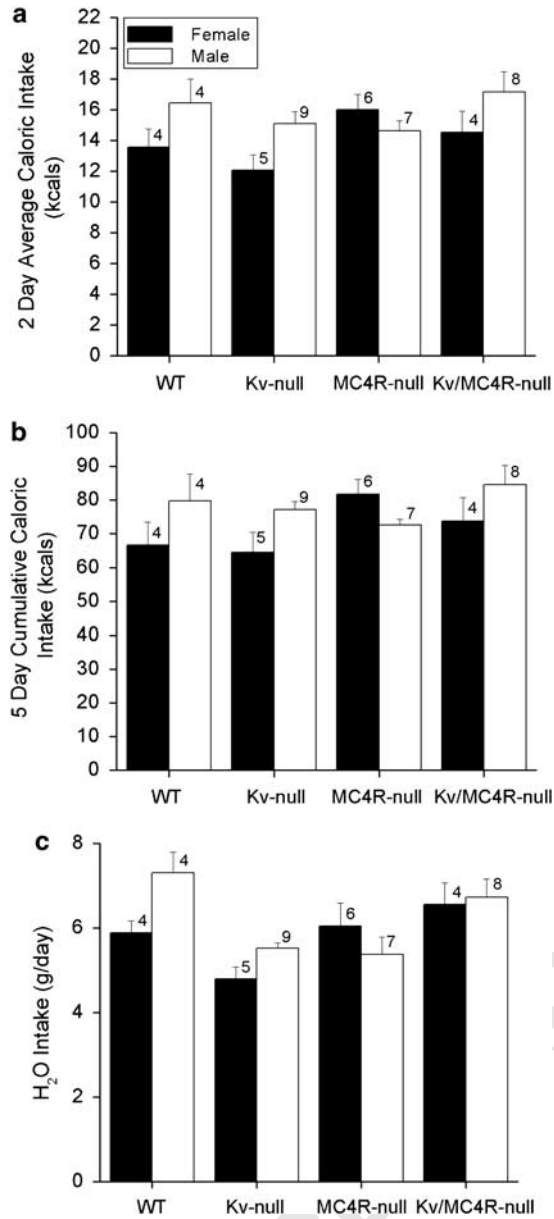 a
Female
Male
2 Day Average Caloric Intake
(kcals)
22
20
18
16
14
12
10
8
6
4
2
0
4
4
5
9
6
7
4
8
WT
Kv-null
MC4R-null
Kv/MC4R-null
b
5 Day Cumulative Caloric
Intake (kcals)
100
90
80
70
60
50
40
30
20
10
0
4
4
5
9
6
7
4
8
WT
Kv-null
MC4R-null
Kv/MC4R-null
c
H₂O Intake (g/day)
8
6
4
2
0
4
4
5
9
6
7
4
8
WT
Kv-null
MC4R-null
Kv/MC4R-null